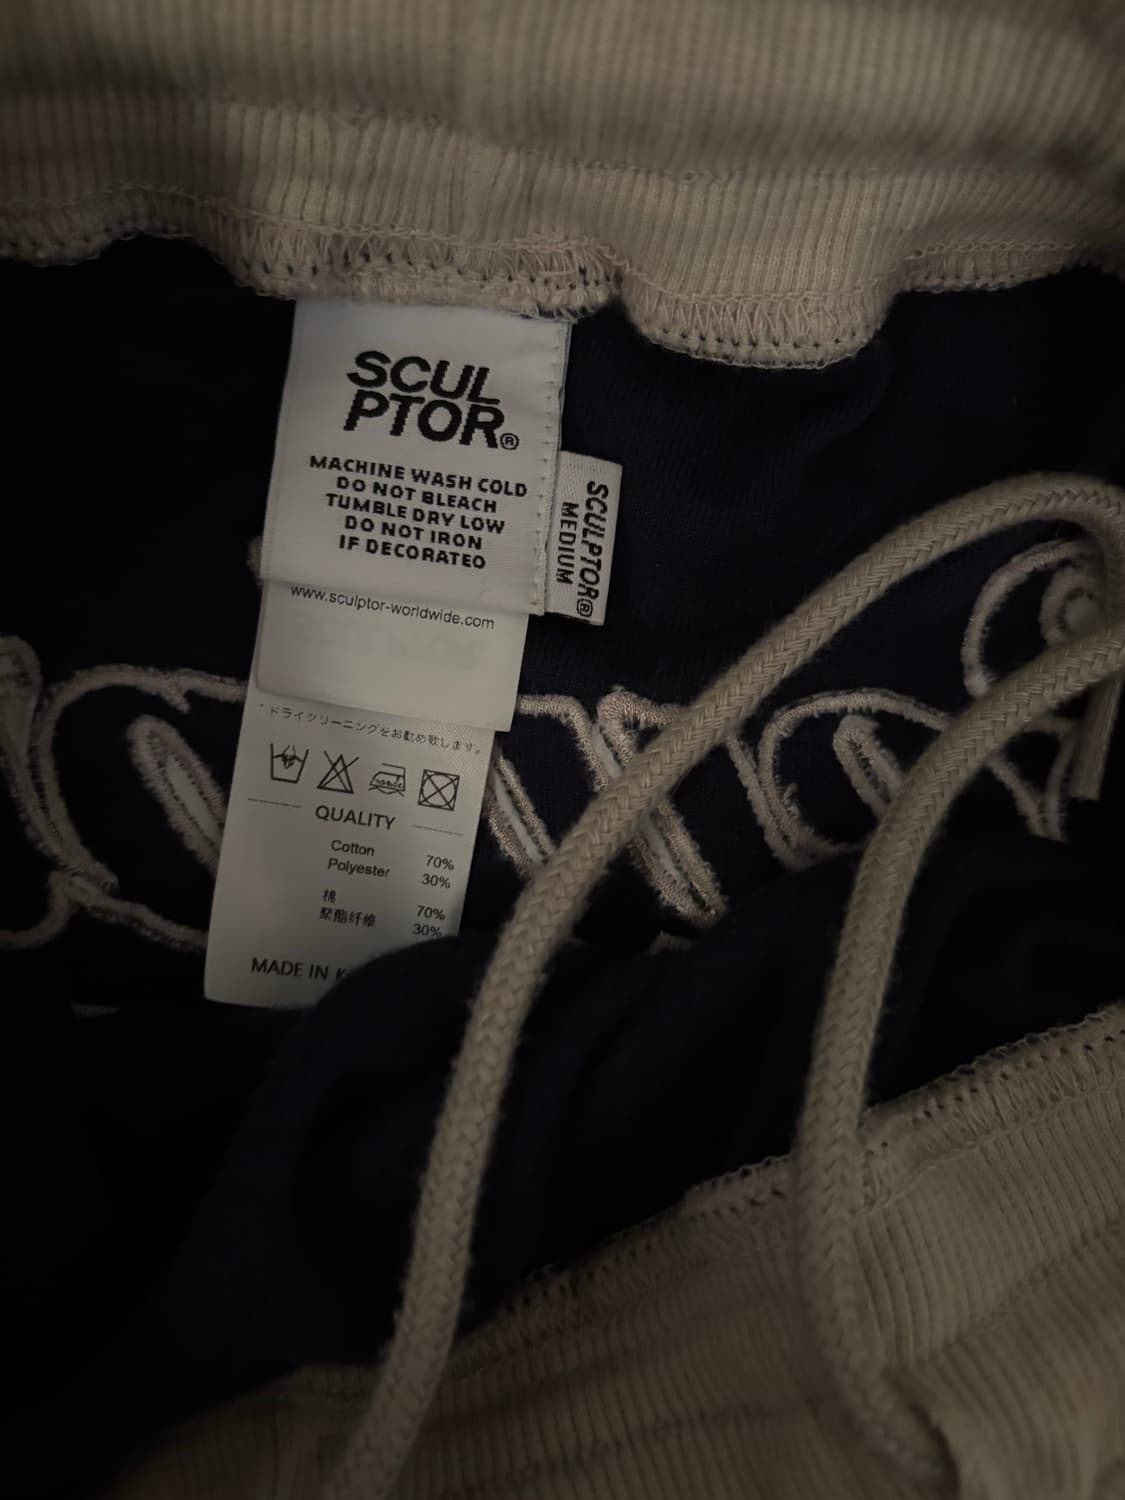 SCUL
PTOR®
MACHINE WASH COLD
DO NOT BLEACH
TUMBLE DRY LOW
DO NOT IRON
IF DECORATED
SCULPTOR®
MEDIUM
www.sculptor-worldwide.com
*ドライクリーニングをお勧め致します。
QUALITY
Cotton 70%
Polyester 30%
棉 70%
聚酯纤维 30%
MADE IN K